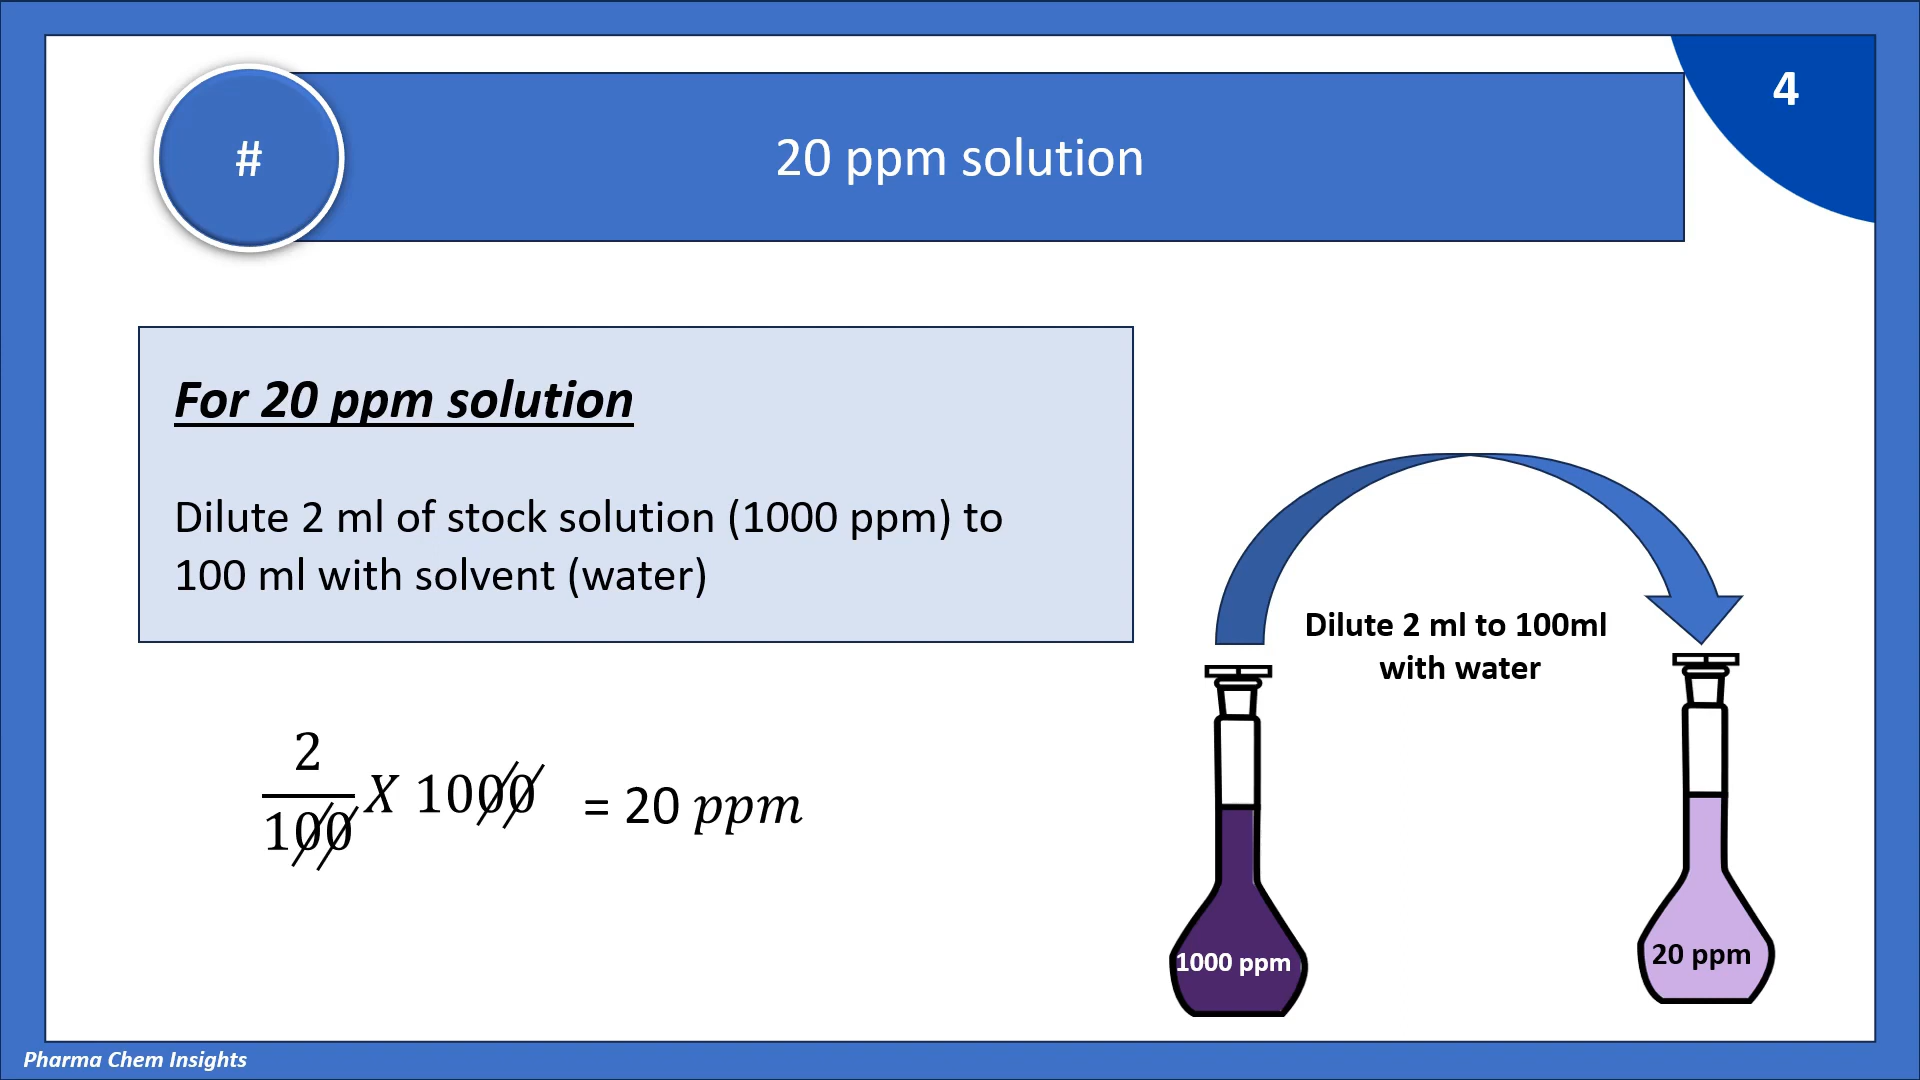 4
#
20 ppm solution
For 20 ppm solution
Dilute 2 ml of stock solution (1000 ppm) to
100 ml with solvent (water)
2
100
X 1000 = 20 ppm
Dilute 2 ml to 100ml
with water
1000 ppm
20 ppm
Pharma Chem Insights